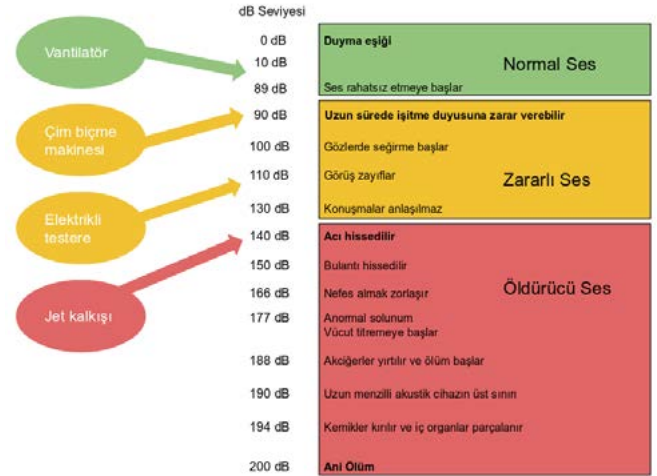 dB Seviyesi
Vantilatör
0 dB
Duyma eşiği
10 dB
Normal Ses
89 dB
Ses rahatsız etmeye başlar
Çim biçme
makinesi
90 dB
Uzun sürede işitme duyusuna zarar verebilir
100 dB
Gözlerde seğirme başlar
110 dB
Görüş zayıflar
Zararlı Ses
Elektrikli
testere
130 dB
Konuşmalar anlaşılmaz
140 dB
Acı hissedilir
150 dB
Bulantı hissedilir
Jet kalkışı
166 dB
Nefes almak zorlaşır
Öldürücü Ses
177 dB
Anormal solunum
Vücut titremeye başlar
188 dB
Akciğerler yırtılır ve ölüm başlar
190 dB
Uzun menzilli akustik cihazın üst sınırı
194 dB
Kemikler kırılır ve iç organlar parçalanır
200 dB
Ani Ölüm